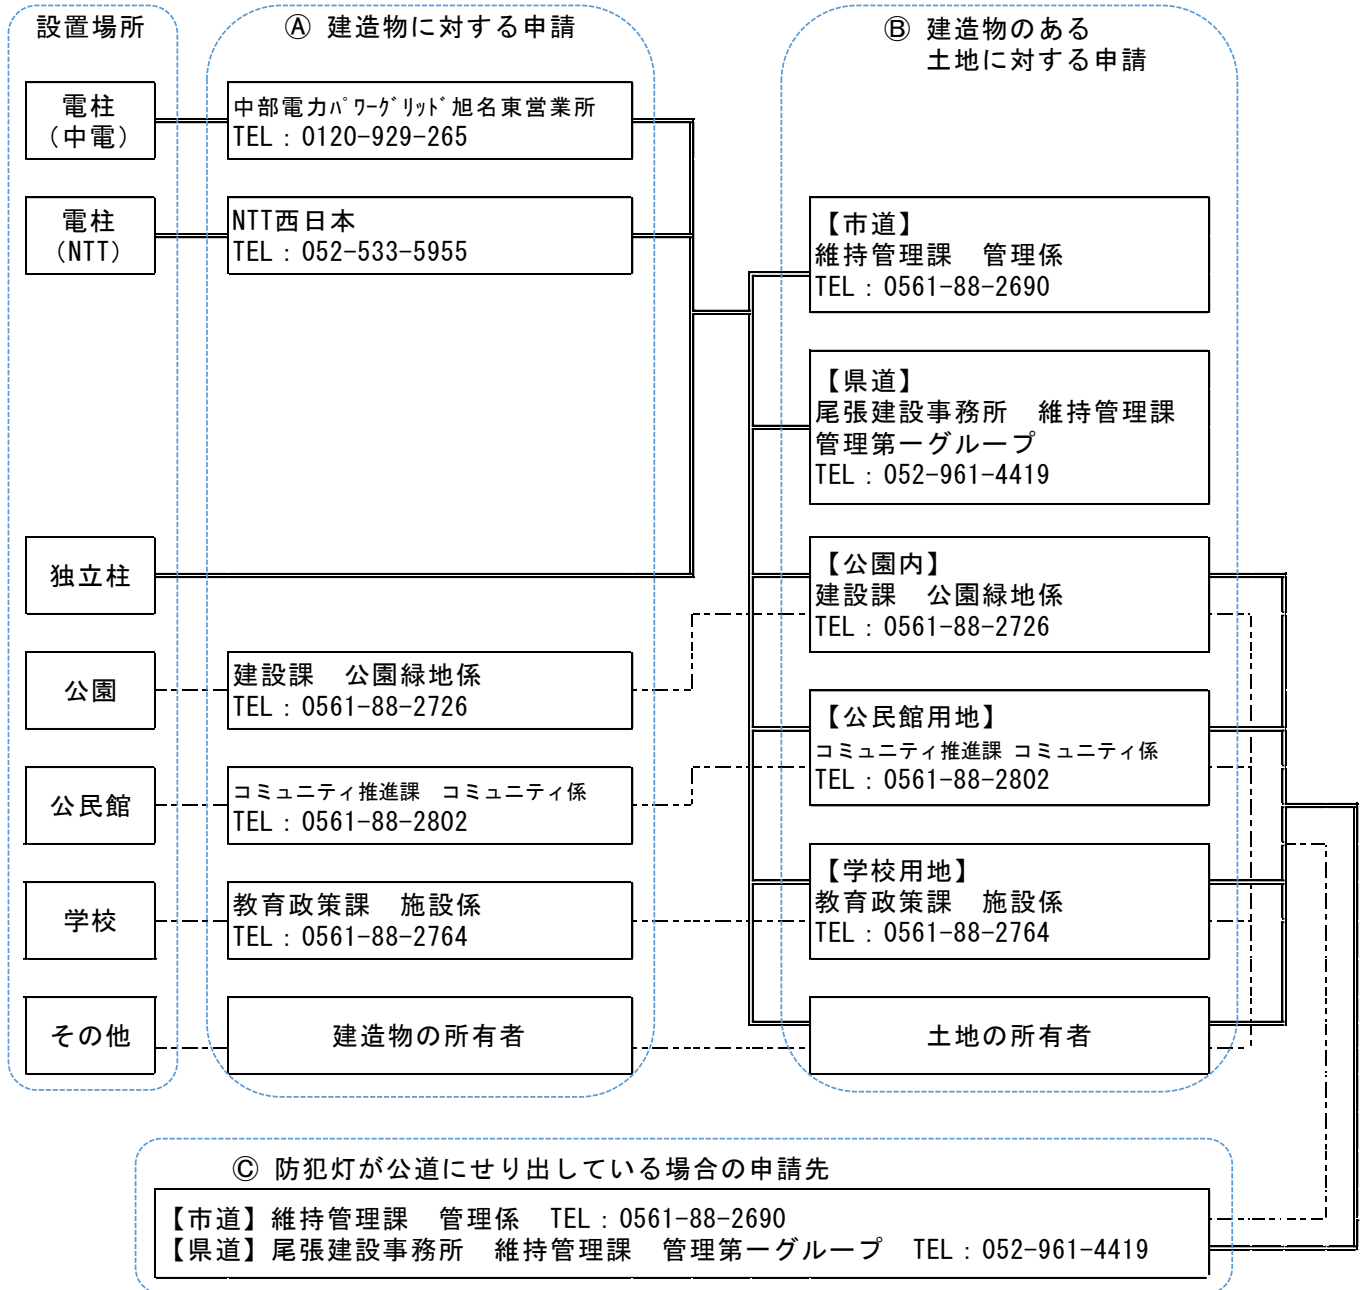 設置場所
Ⓐ 建造物に対する申請
Ⓑ 建造物のある
土地に対する申請
電柱
（中電）
中部電力ﾊﾟﾜｰｸﾞﾘｯﾄﾞ旭名東営業所
TEL：0120-929-265
電柱
（NTT）
NTT西日本
TEL：052-533-5955
【市道】
維持管理課　管理係
TEL：0561-88-2690
【県道】
尾張建設事務所　維持管理課
管理第一グループ
TEL：052-961-4419
独立柱
【公園内】
建設課　公園緑地係
TEL：0561-88-2726
公園
建設課　公園緑地係
TEL：0561-88-2726
【公民館用地】
コミュニティ推進課 コミュニティ係
TEL：0561-88-2802
公民館
コミュニティ推進課　コミュニティ係
TEL：0561-88-2802
【学校用地】
教育政策課　施設係
TEL：0561-88-2764
学校
教育政策課　施設係
TEL：0561-88-2764
その他
建造物の所有者
土地の所有者
Ⓒ 防犯灯が公道にせり出している場合の申請先
【市道】維持管理課　管理係　TEL：0561-88-2690
【県道】尾張建設事務所　維持管理課　管理第一グループ　TEL：052-961-4419